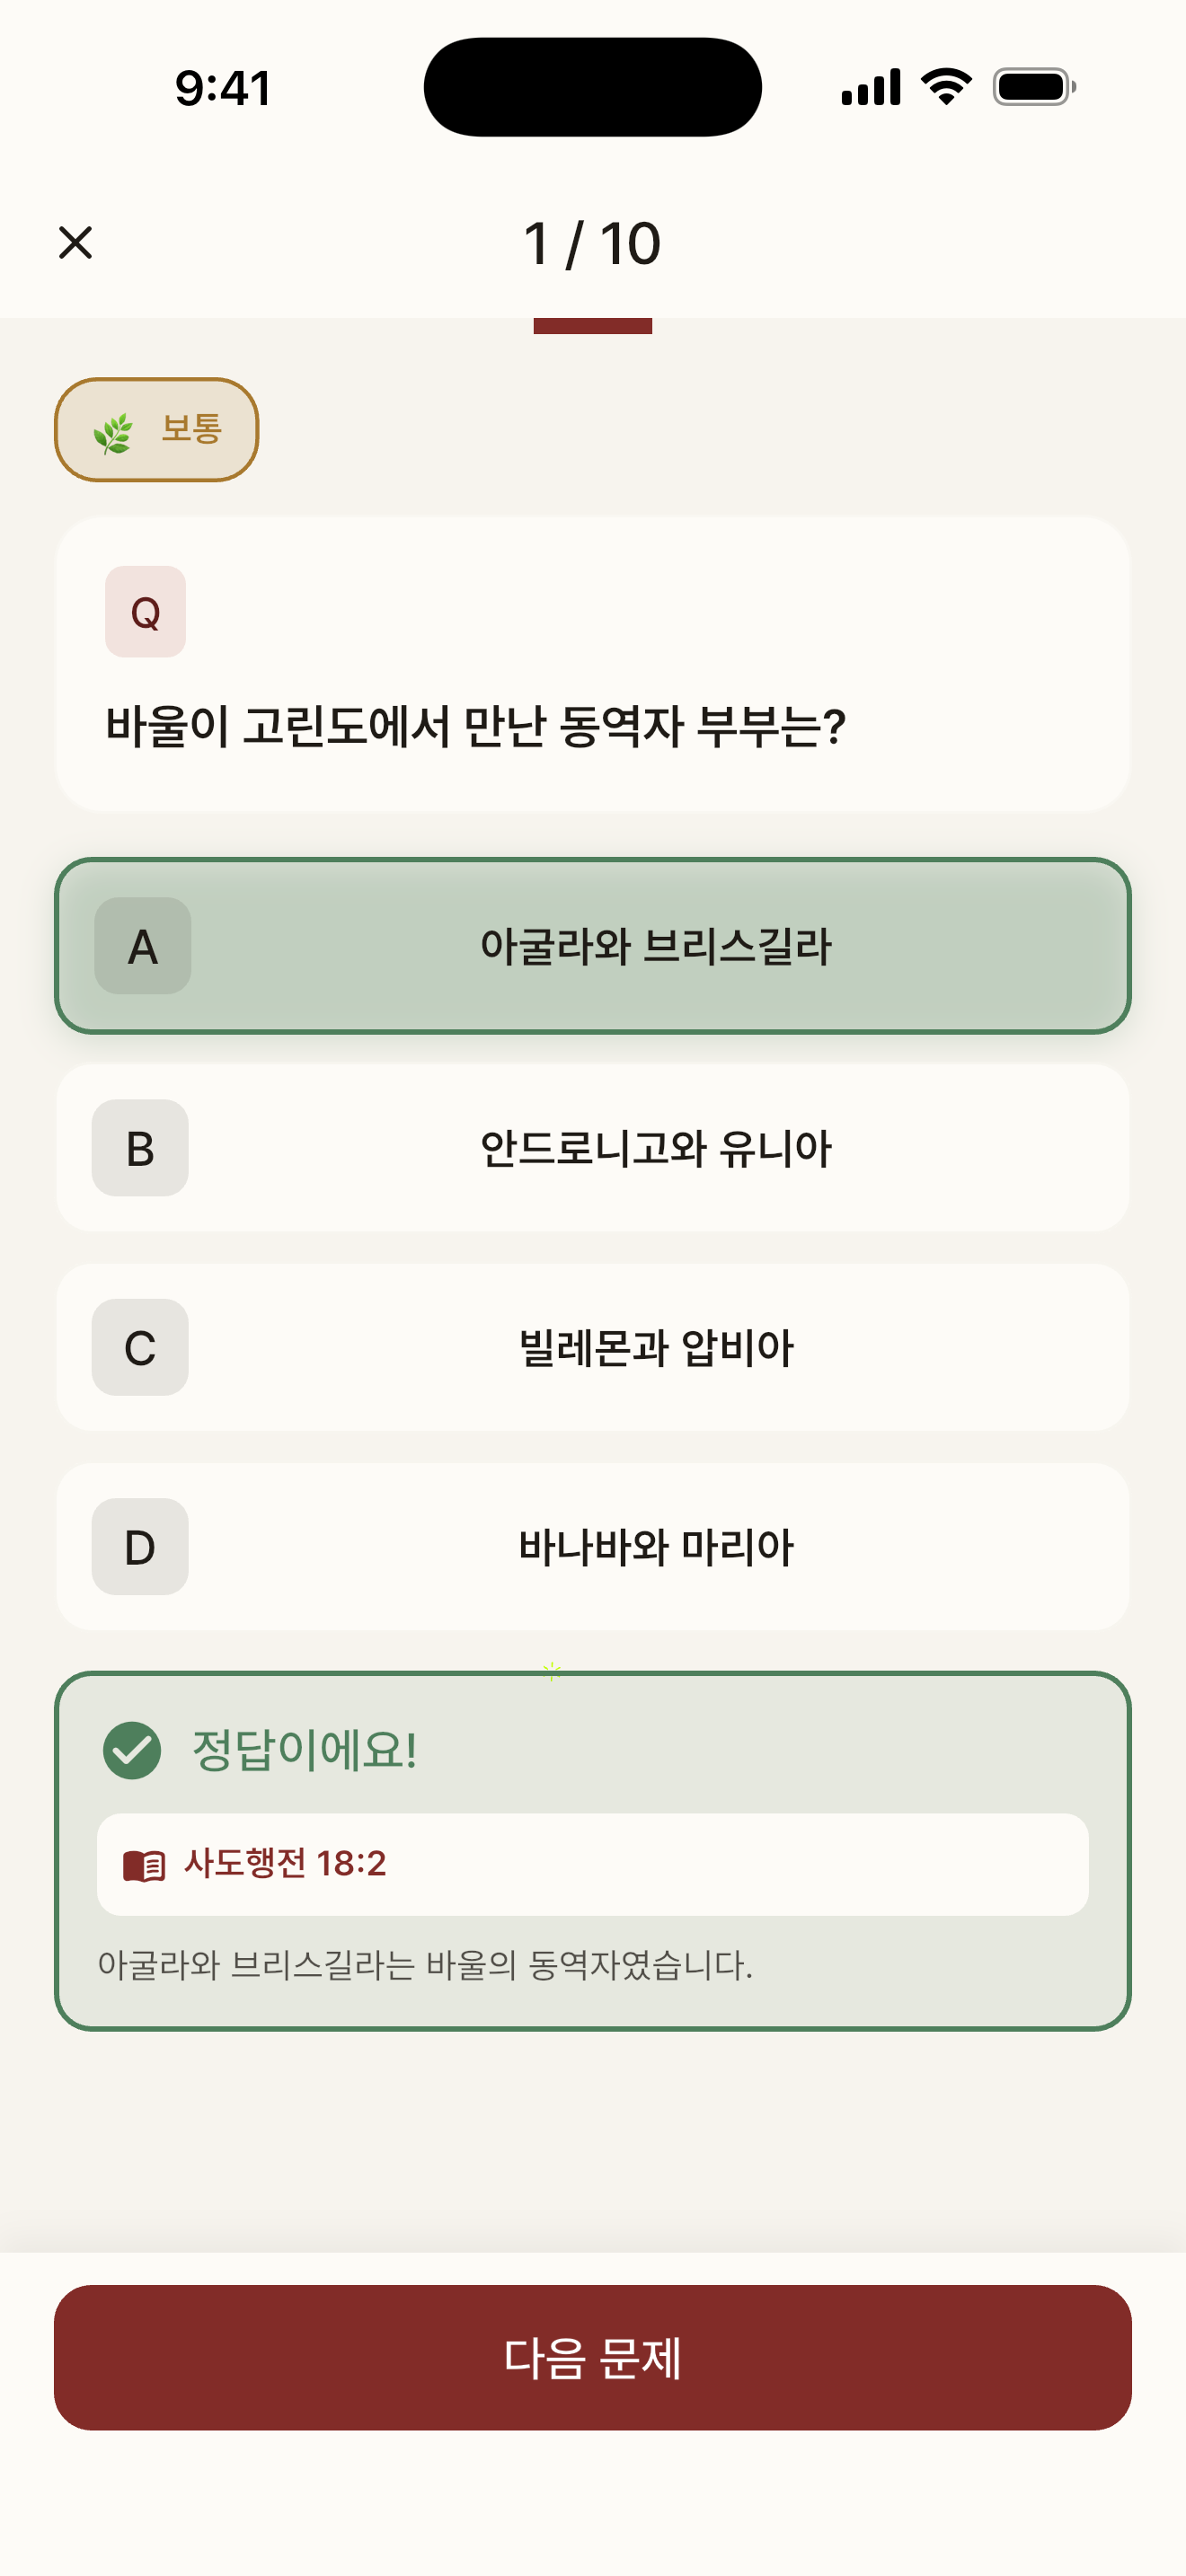 9:41
1 / 10
보통
Q
바울이 고린도에서 만난 동역자 부부는?
A
아굴라와 브리스길라
B
안드로니고와 유니아
C
빌레몬과 압비아
D
바나바와 마리아
정답이에요!
사도행전 18:2
아굴라와 브리스길라는 바울의 동역자였습니다.
다음 문제